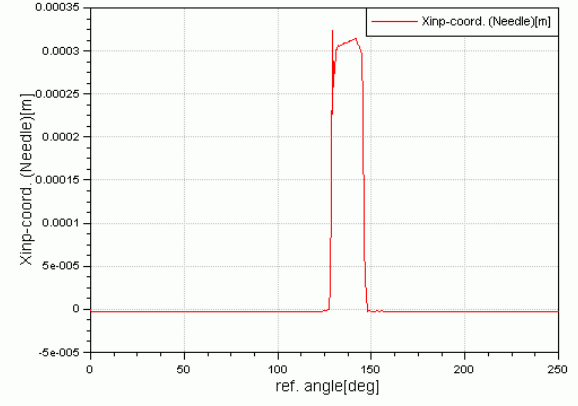 0.00035
Xinp-coord. (Needle)[m]
0.0003
0.00025
0.0002
0.00015
0.0001
5e-005
0
-5e-005
Xinp-coord. (Needle)[m]
0
50
100
150
200
250
ref. angle[deg]